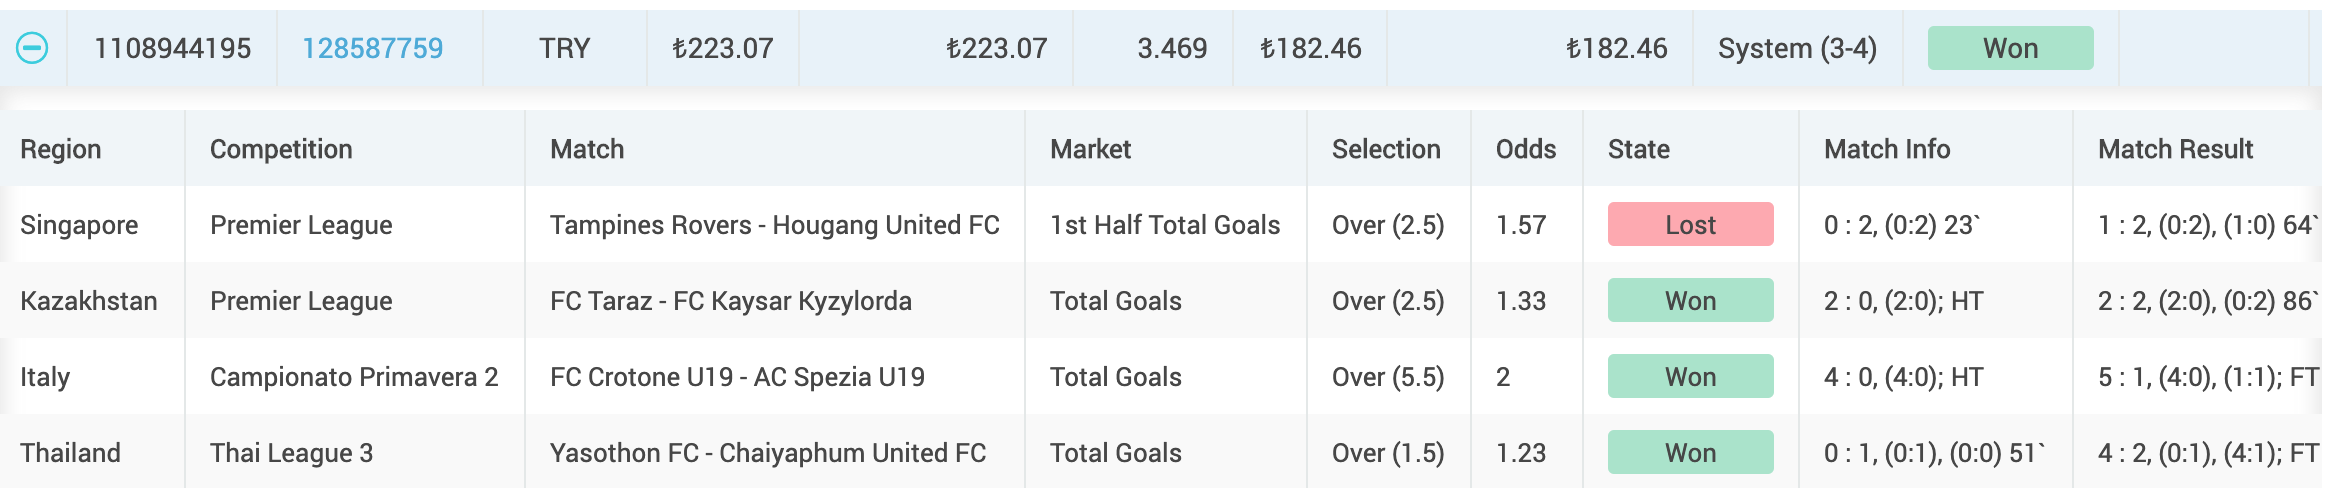 1108944195 128587759 TRY ₺223.07 ₺223.07 3.469 ₺182.46 ₺182.46 System (3-4) Won
Region Competition Match Market Selection Odds State Match Info Match Result
Singapore Premier League Tampines Rovers - Hougang United FC 1st Half Total Goals Over (2.5) 1.57 Lost 0 : 2, (0:2) 23` 1 : 2, (0:2), (1:0) 64`
Kazakhstan Premier League FC Taraz - FC Kaysar Kyzylorda Total Goals Over (2.5) 1.33 Won 2 : 0, (2:0); HT 2 : 2, (2:0), (0:2) 86`
Italy Campionato Primavera 2 FC Crotone U19 - AC Spezia U19 Total Goals Over (5.5) 2 Won 4 : 0, (4:0); HT 5 : 1, (4:0), (1:1); FT
Thailand Thai League 3 Yasothon FC - Chaiyaphum United FC Total Goals Over (1.5) 1.23 Won 0 : 1, (0:1), (0:0) 51` 4 : 2, (0:1), (4:1); FT